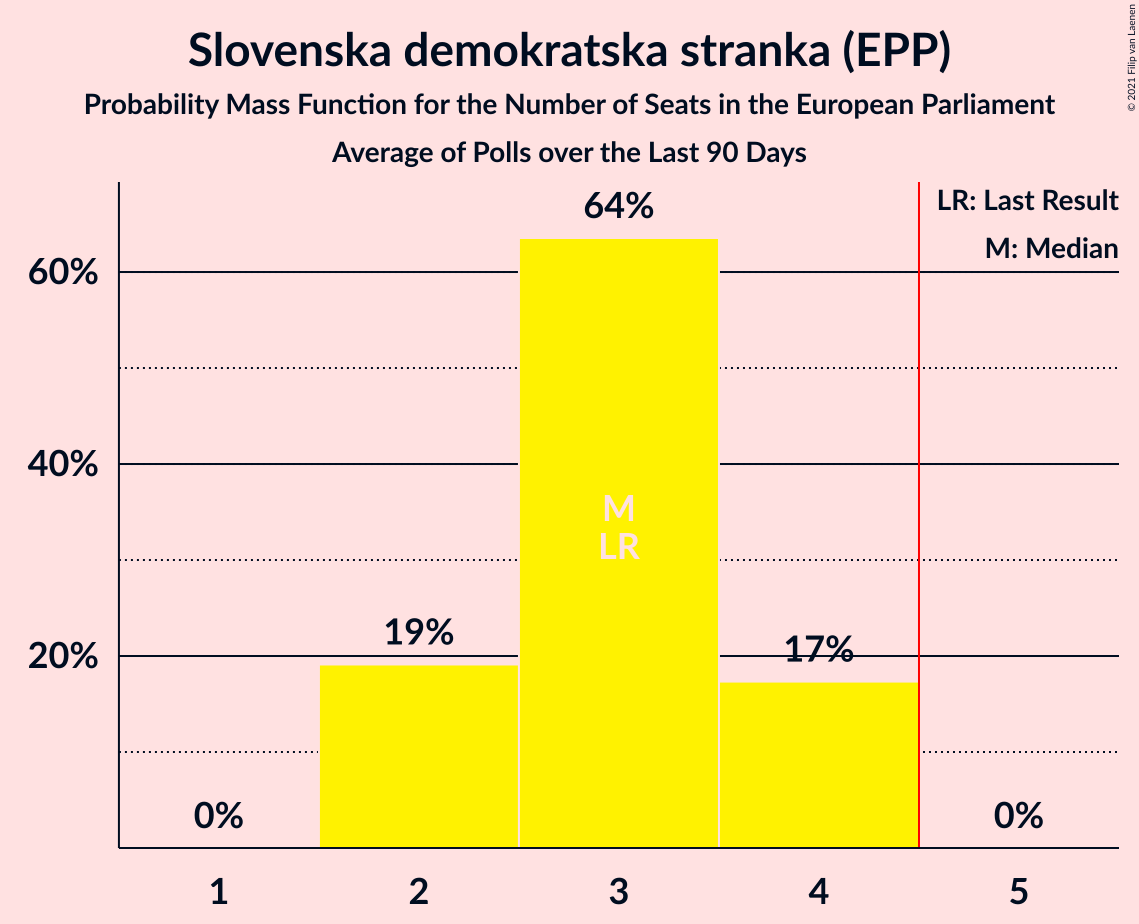 Slovenska demokratska stranka (EPP)
Probability Mass Function for the Number of Seats in the European Parliament
Average of Polls over the Last 90 Days
© 2021 Filip van Laenen
LR: Last Result
M: Median
64%
60%
40%
M
LR
19%
17%
20%
0%
0%
1
2
3
4
5